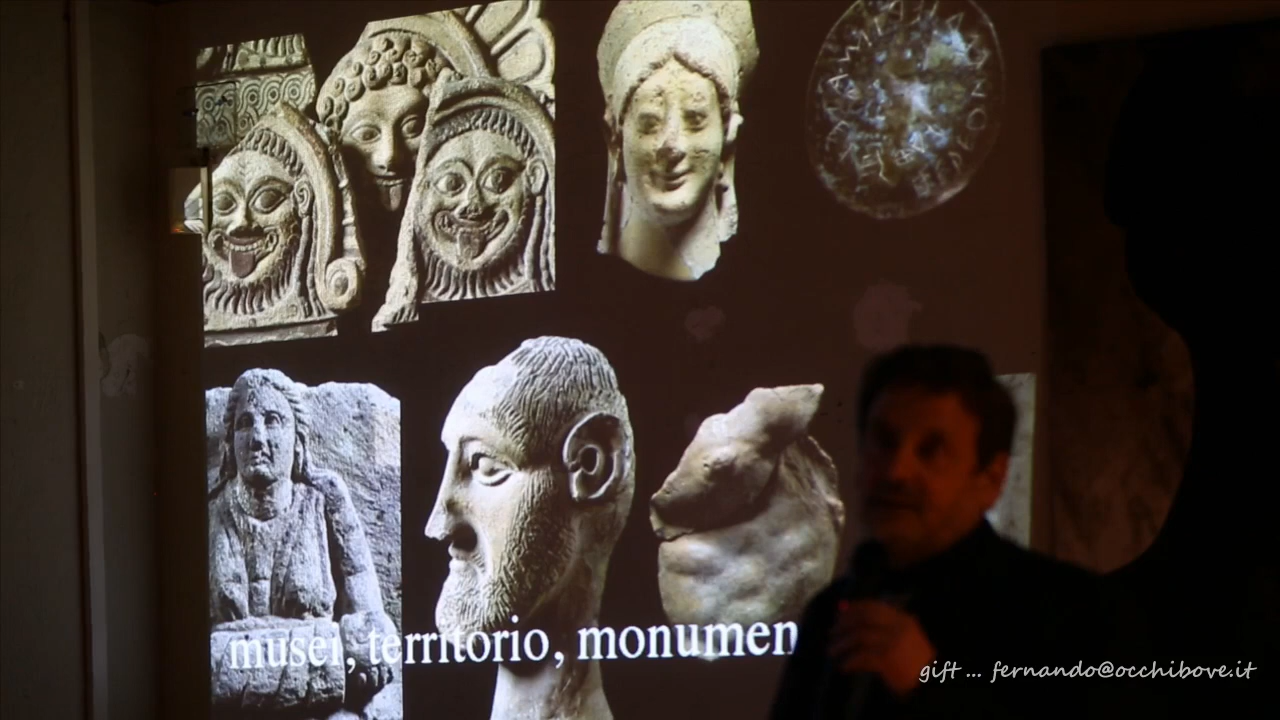 musei, territorio, monumen
gift ... fernando@occhibove.it